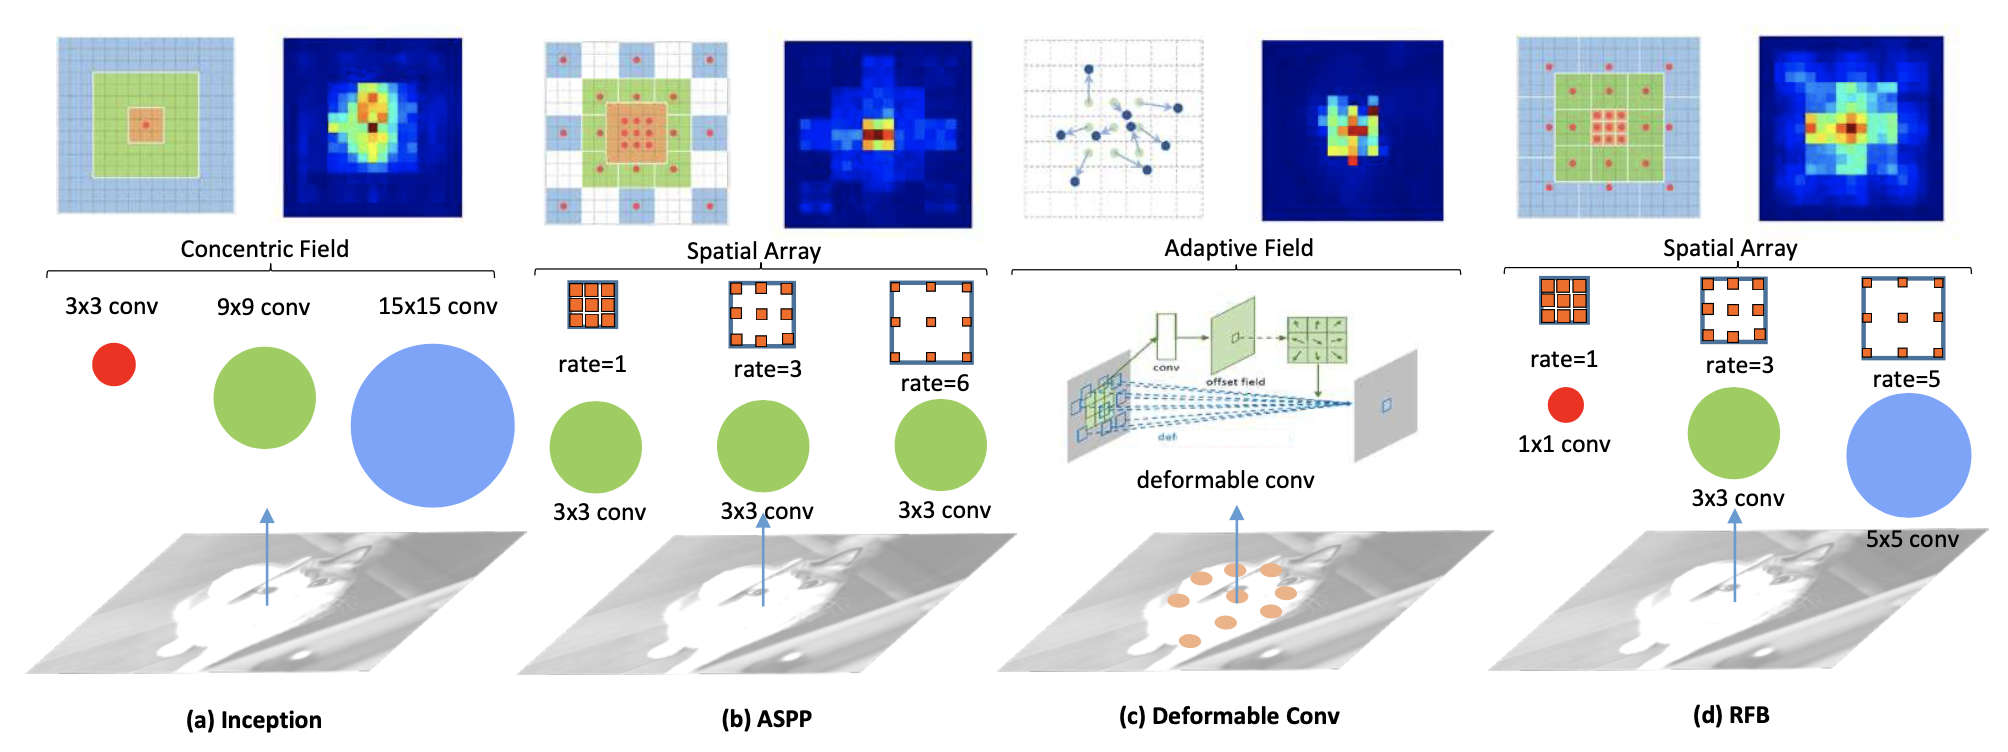 Concentric Field
3x3 conv
9x9 conv
15x15 conv
(a) Inception
Spatial Array
rate=1
rate=3
rate=6
3x3 conv
3x3 conv
3x3 conv
(b) ASPP
Adaptive Field
conv
offset field
def
deformable conv
(c) Deformable Conv
Spatial Array
rate=1
rate=3
rate=5
1x1 conv
3x3 conv
5x5 conv
(d) RFB